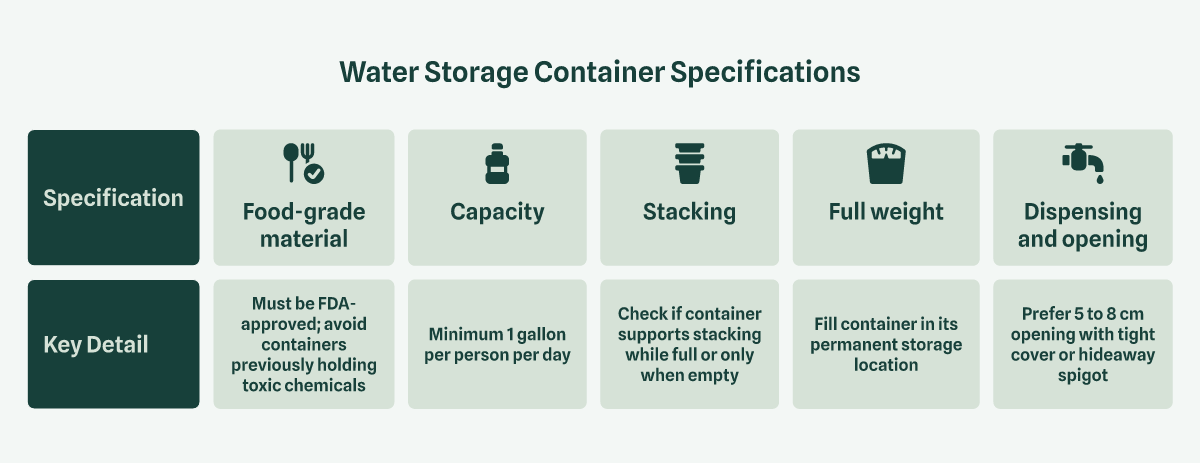 Water Storage Container Specifications
Specification
Food-grade
material
Capacity
Stacking
Full weight
Dispensing
and opening
Key Detail
Must be FDA-
approved; avoid
containers
previously holding
toxic chemicals
Minimum 1 gallon
per person per day
Check if container
supports stacking
while full or only
when empty
Fill container in its
permanent storage
location
Prefer 5 to 8 cm
opening with tight
cover or hideaway
spigot